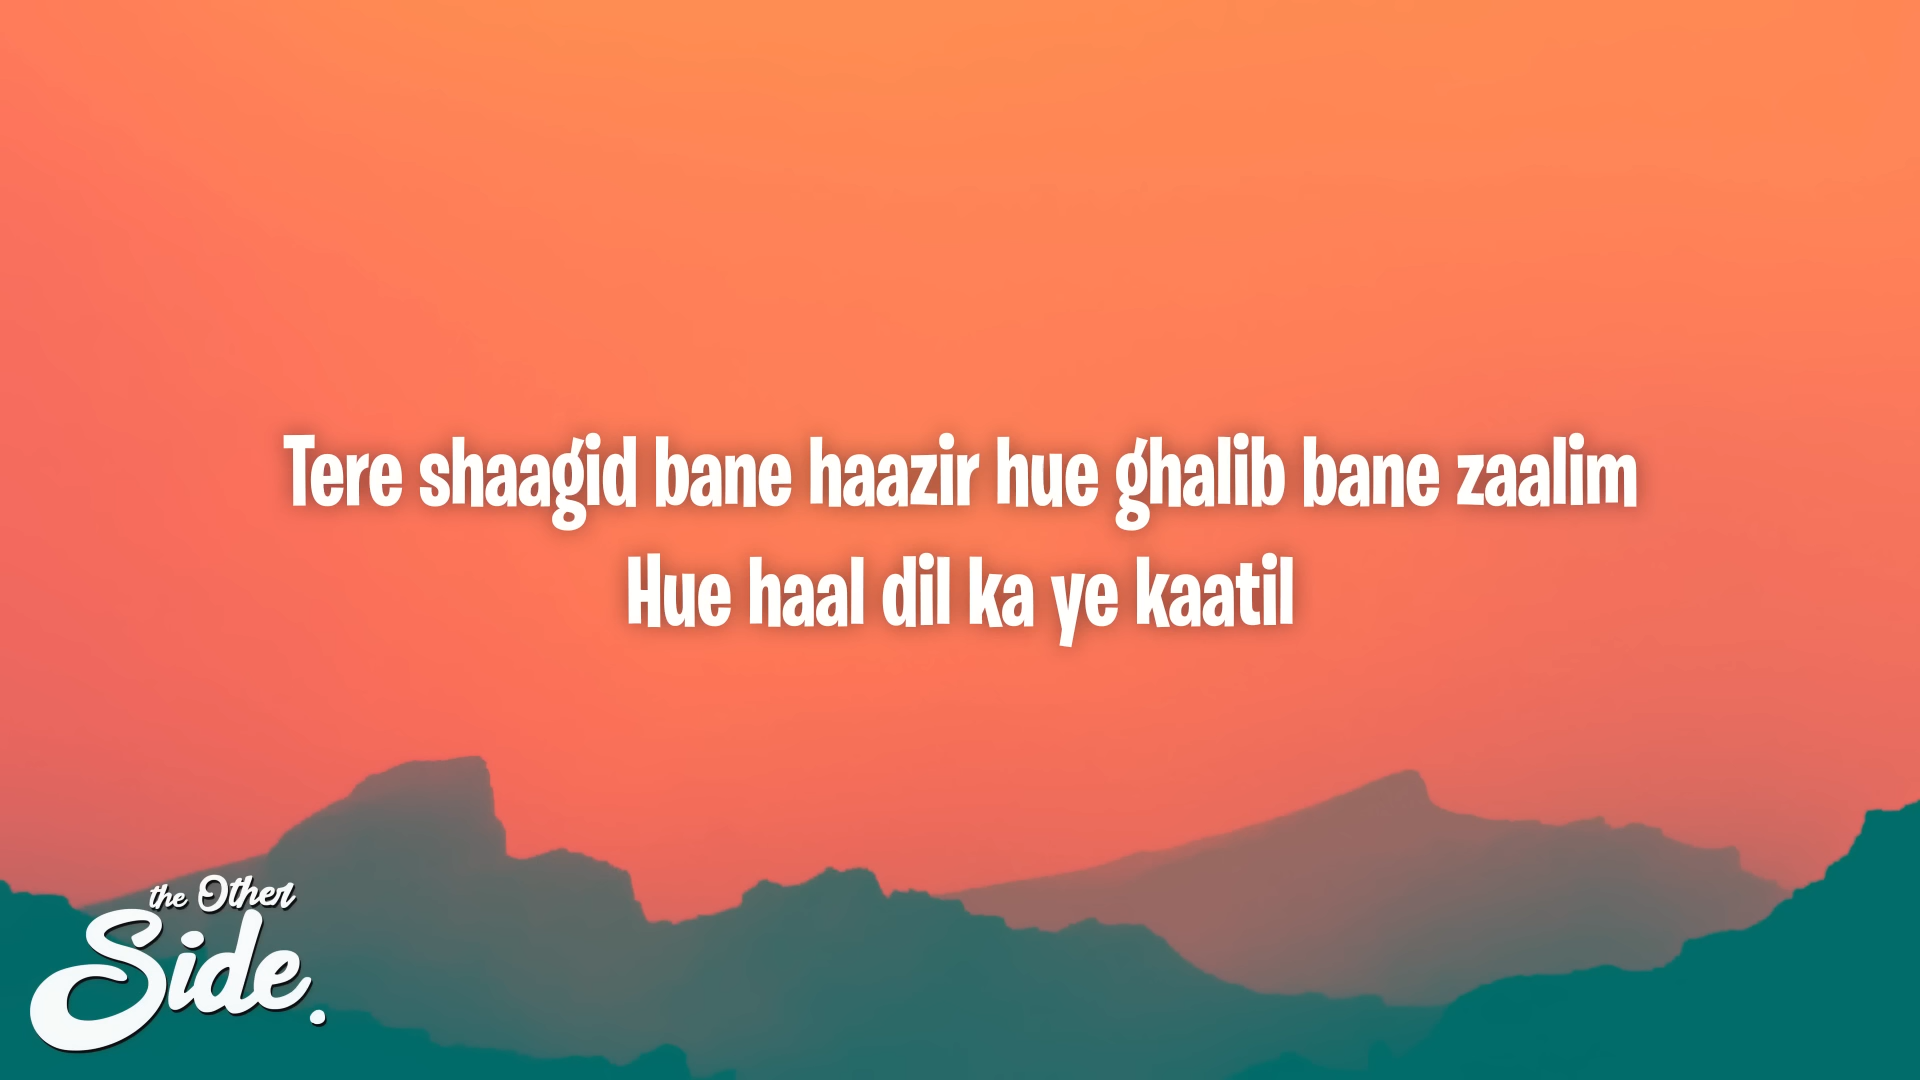 Tere shaagid bane haazir hue ghalib bane zaalim
Hue haal dil ka ye kaatil
the Other
Side.